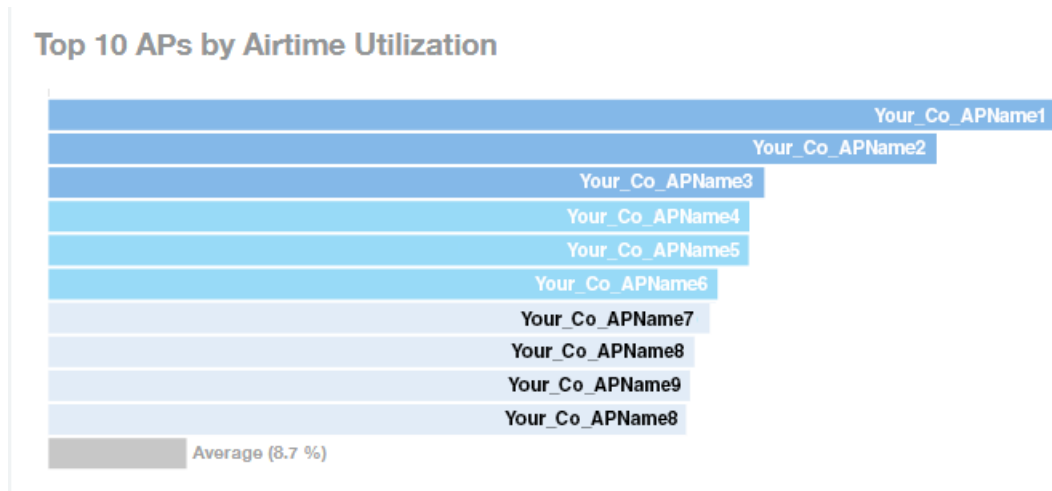 Top 10 APs by Airtime Utilization
Your_Co_APName1
Your_Co_APName2
Your_Co_APName3
Your_Co_APName4
Your_Co_APName5
Your_Co_APName6
Your_Co_APName7
Your_Co_APName8
Your_Co_APName9
Your_Co_APName8
Average (8.7 %)